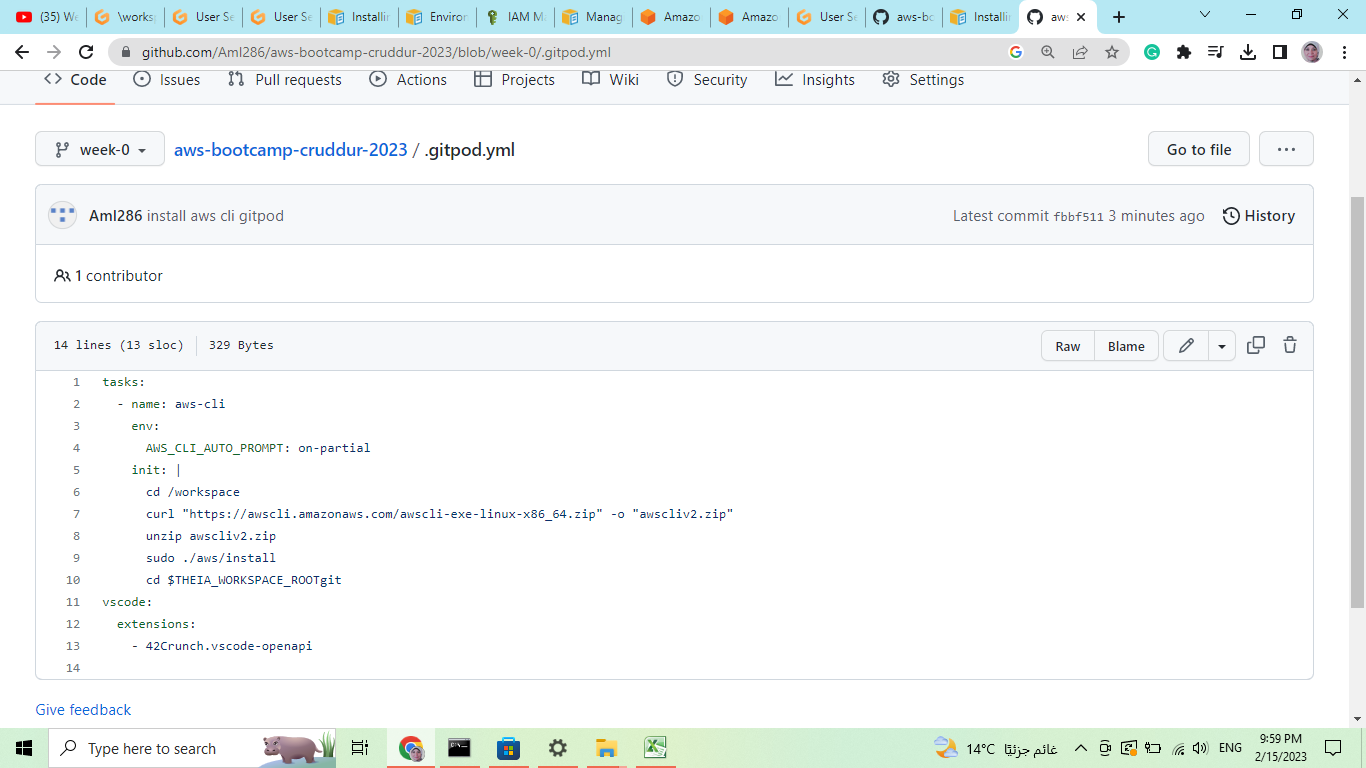 (35) We
\works
User Se
User Se
Installin
Environ
IAM Ma
Manag
Amazo
Amazo
User Se
aws-bo
Installin
aws
github.com/Aml286/aws-bootcamp-cruddur-2023/blob/week-0/.gitpod.yml
Code
Issues
Pull requests
Actions
Projects
Wiki
Security
Insights
Settings
week-0
aws-bootcamp-cruddur-2023 / .gitpod.yml
Go to file
Aml286 install aws cli gitpod
Latest commit fbbf511 3 minutes ago
History
1 contributor
14 lines (13 sloc)
329 Bytes
Raw
Blame
1 tasks:
2 - name: aws-cli
3 env:
4 AWS_CLI_AUTO_PROMPT: on-partial
5 init: |
6 cd /workspace
7 curl "https://awscli.amazonaws.com/awscli-exe-linux-x86_64.zip" -o "awscliv2.zip"
8 unzip awscliv2.zip
9 sudo ./aws/install
10 cd $THEIA_WORKSPACE_ROOTgit
11 vscode:
12 extensions:
13 - 42Crunch.vscode-openapi
14
Give feedback
Type here to search
14°C غائم جزئيًا
ENG
9:59 PM
2/15/2023